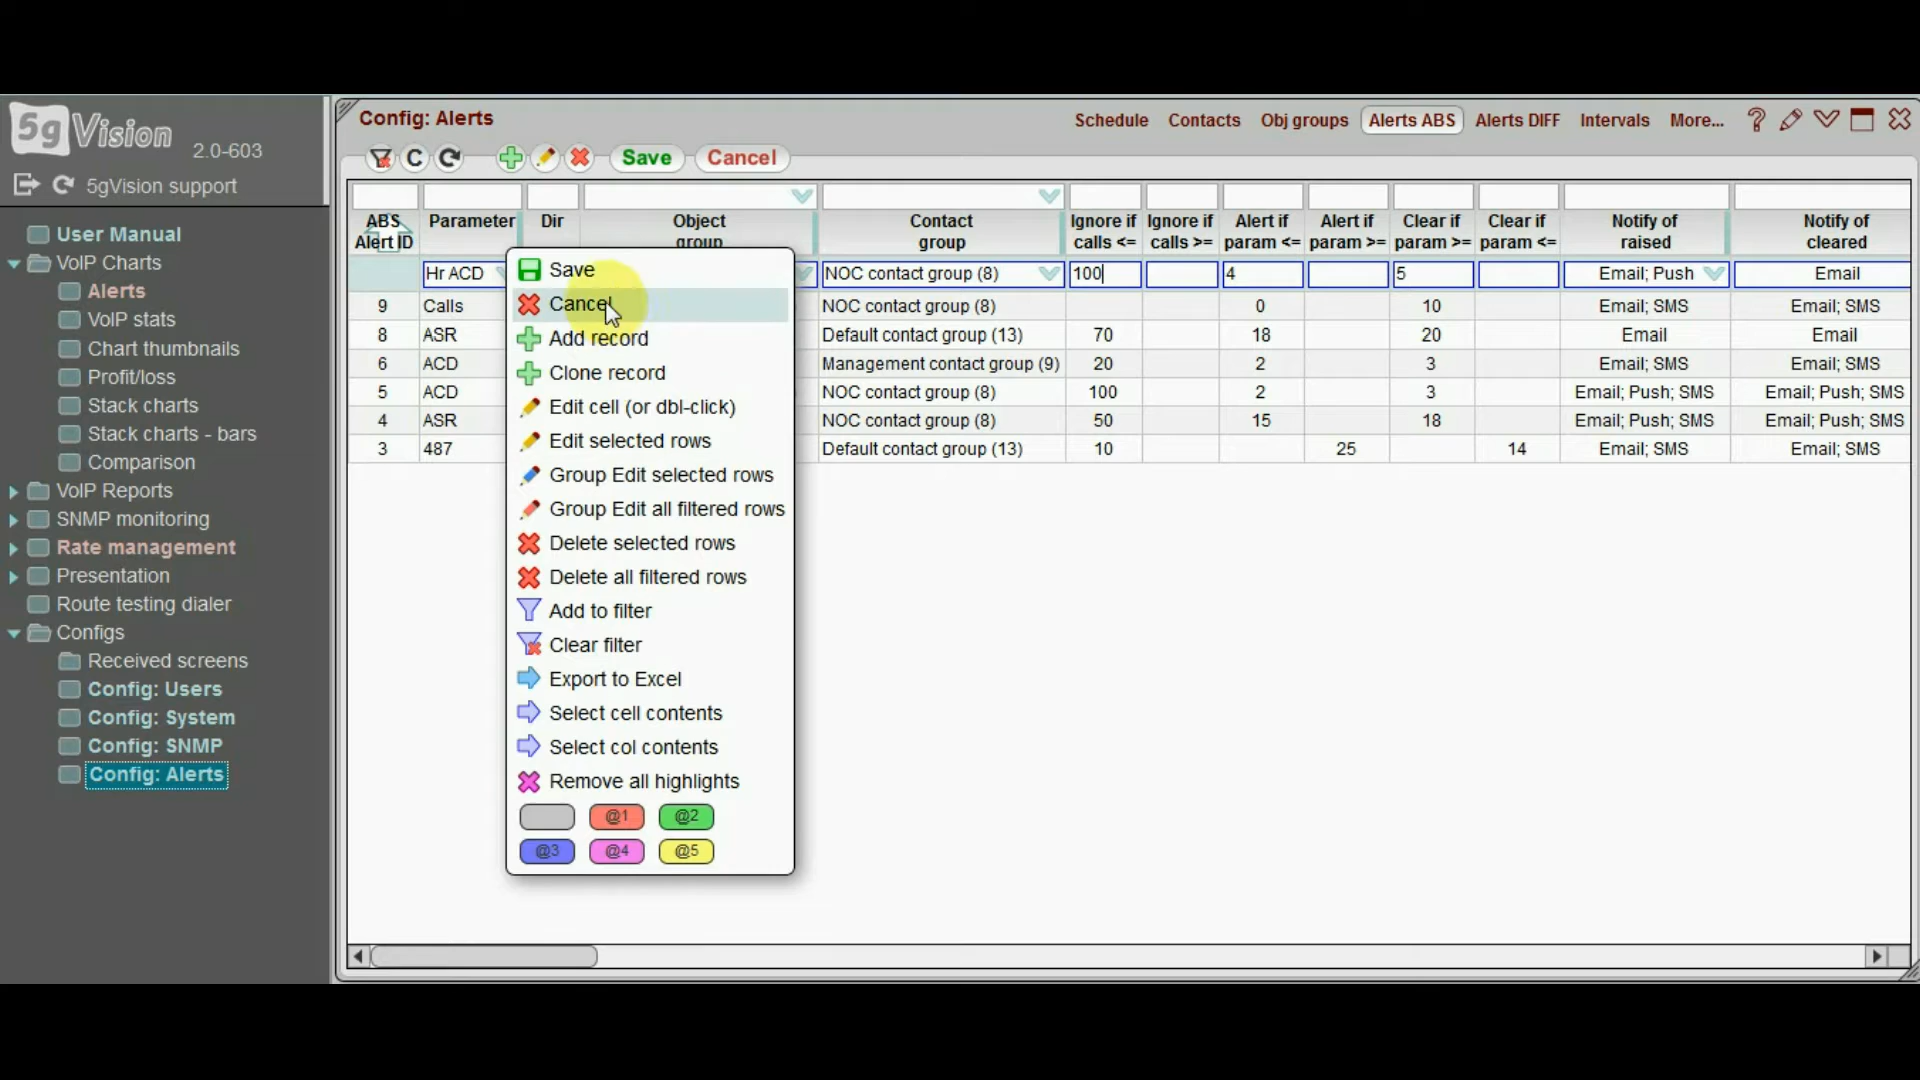 5g Vision 2.0-603
5gVision support
User Manual
VoIP Charts
Alerts
VoIP stats
Chart thumbnails
Profit/loss
Stack charts
Stack charts - bars
Comparison
VoIP Reports
SNMP monitoring
Rate management
Presentation
Route testing dialer
Configs
Received screens
Config: Users
Config: System
Config: SNMP
Config: Alerts
Config: Alerts
Schedule Contacts Obj groups Alerts ABS Alerts DIFF Intervals More... ?
C Save Cancel
ABS Parameter Dir Object Contact Ignore if Ignore if Alert if Alert if Clear if Clear if Notify of Notify of
Alert ID group group calls <= calls >= param <= param >= param >= param <= raised cleared
Hr ACD NOC contact group (8) 100 4 5 Email; Push Email
9 Calls NOC contact group (8) 0 10 Email; SMS Email; SMS
8 ASR Default contact group (13) 70 18 20 Email Email
6 ACD Management contact group (9) 20 2 3 Email; SMS Email; SMS
5 ACD NOC contact group (8) 100 2 3 Email; Push; SMS Email; Push; SMS
4 ASR NOC contact group (8) 50 15 18 Email; Push; SMS Email; Push; SMS
3 487 Default contact group (13) 10 25 14 Email; SMS Email; SMS
Save
Cancel
Add record
Clone record
Edit cell (or dbl-click)
Edit selected rows
Group Edit selected rows
Group Edit all filtered rows
Delete selected rows
Delete all filtered rows
Add to filter
Clear filter
Export to Excel
Select cell contents
Select col contents
Remove all highlights
@1 @2
@3 @4 @5